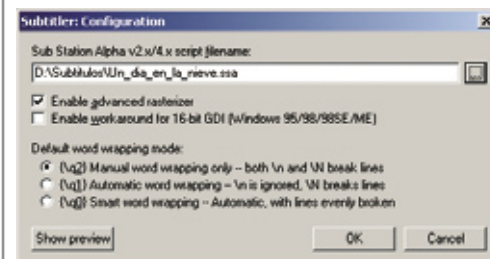 Subtitler: Configuration
Sub Station Alpha v2.x/4.x script filename:
D:\Subtitulos\Un_dia_en_la_nieve.ssa
...
Enable advanced rasterizer
Enable workaround for 16-bit GDI (Windows 95/98/98SE/ME)
Default word wrapping mode:
{\q2} Manual word wrapping only -- both \n and \N break lines
{\q1} Automatic word wrapping -- \n is ignored, \N breaks lines
{\q0} Smart word wrapping -- Automatic, with lines evenly broken
Show preview
OK
Cancel